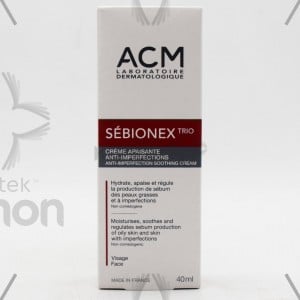 ACM
LABORATOIRE
DERMATOLOGIQUE
SÉBIONEX TRIO
CRÈME APAISANTE
ANTI-IMPERFECTIONS
ANTI-IMPERFECTION SOOTHING CREAM
Hydrate, apaise et régule
la production de sébum
des peaux grasses
et à imperfections
Non comédogène
Moisturises, soothes and
regulates sebum production
of oily skin and skin
with imperfections
Non comedogenic
Visage
Face
MADE IN FRANCE
40ml